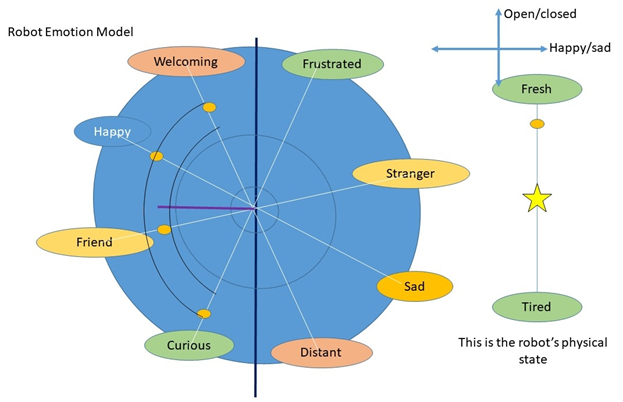 Open/closed
Robot Emotion Model
Happy/sad
Welcoming
Frustrated
Fresh
Happy
Stranger
Friend
Sad
Tired
Curious
Distant
This is the robot's physical
state